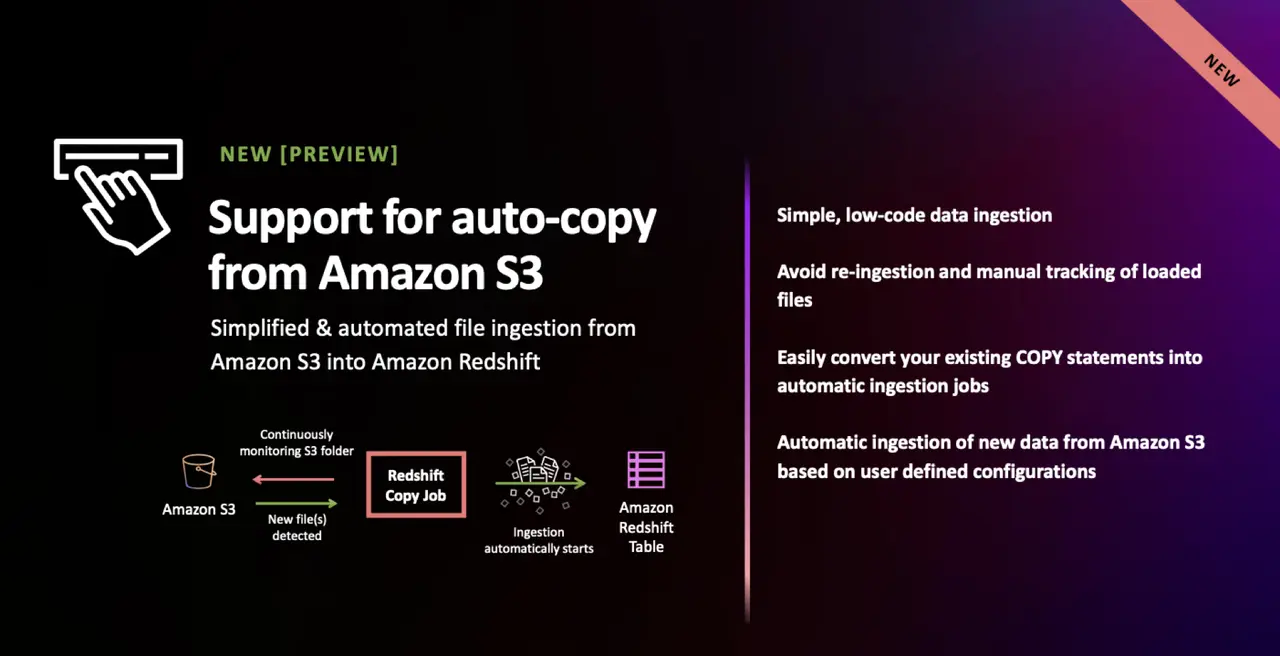 NEW
NEW [PREVIEW]
Support for auto-copy
from Amazon S3
Simplified & automated file ingestion from
Amazon S3 into Amazon Redshift
Continuously
monitoring S3 folder
Amazon S3
New file(s)
detected
Redshift
Copy Job
Ingestion
automatically starts
Amazon
Redshift
Table
Simple, low-code data ingestion
Avoid re-ingestion and manual tracking of loaded
files
Easily convert your existing COPY statements into
automatic ingestion jobs
Automatic ingestion of new data from Amazon S3
based on user defined configurations